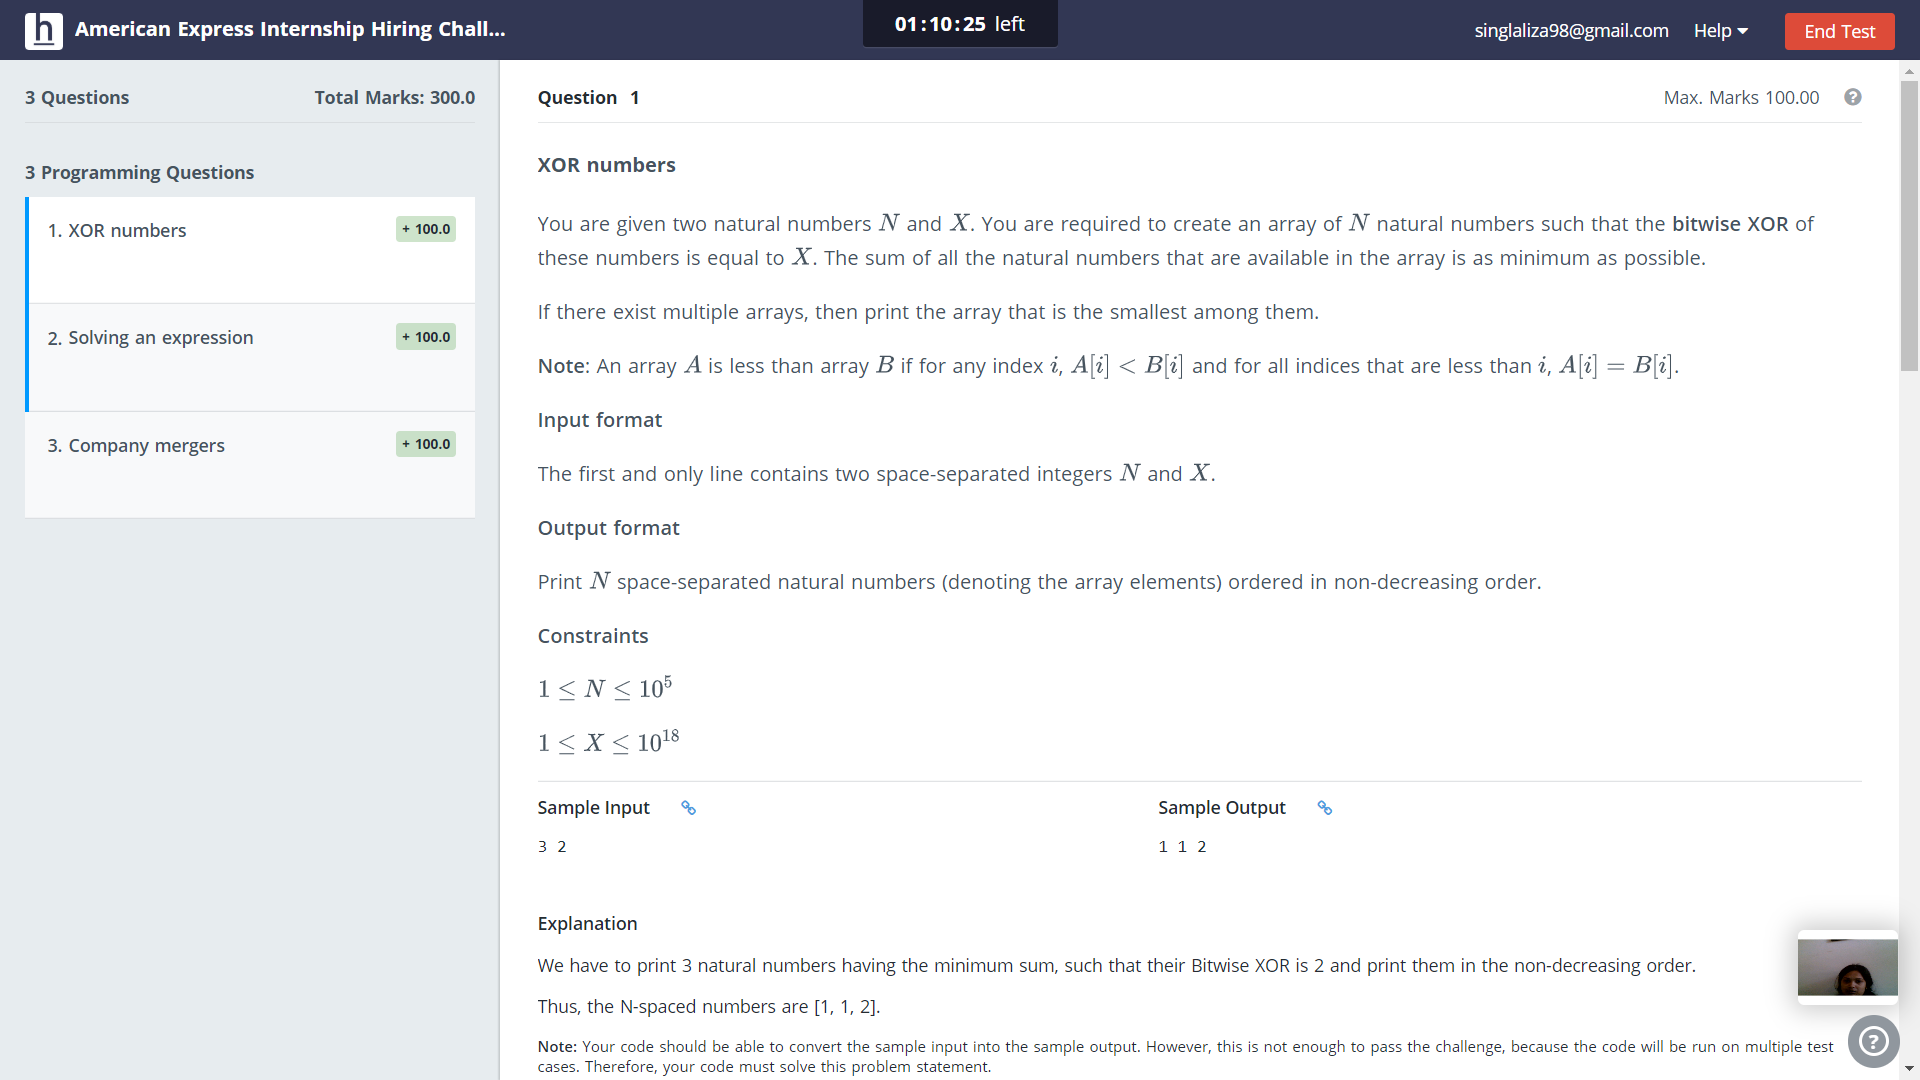 h American Express Internship Hiring Chall...
01:10:25 left
singlaliza98@gmail.com Help End Test
3 Questions Total Marks: 300.0
3 Programming Questions
1. XOR numbers + 100.0
2. Solving an expression + 100.0
3. Company mergers + 100.0
Question 1 Max. Marks 100.00 ?
XOR numbers
You are given two natural numbers N and X. You are required to create an array of N natural numbers such that the bitwise XOR of
these numbers is equal to X. The sum of all the natural numbers that are available in the array is as minimum as possible.
If there exist multiple arrays, then print the array that is the smallest among them.
Note: An array A is less than array B if for any index i, A[i] < B[i] and for all indices that are less than i, A[i] = B[i].
Input format
The first and only line contains two space-separated integers N and X.
Output format
Print N space-separated natural numbers (denoting the array elements) ordered in non-decreasing order.
Constraints
1 ≤ N ≤ 10⁵
1 ≤ X ≤ 10¹⁸
Sample Input Sample Output
3 2 1 1 2
Explanation
We have to print 3 natural numbers having the minimum sum, such that their Bitwise XOR is 2 and print them in the non-decreasing order.
Thus, the N-spaced numbers are [1, 1, 2].
Note: Your code should be able to convert the sample input into the sample output. However, this is not enough to pass the challenge, because the code will be run on multiple test
cases. Therefore, your code must solve this problem statement.
?